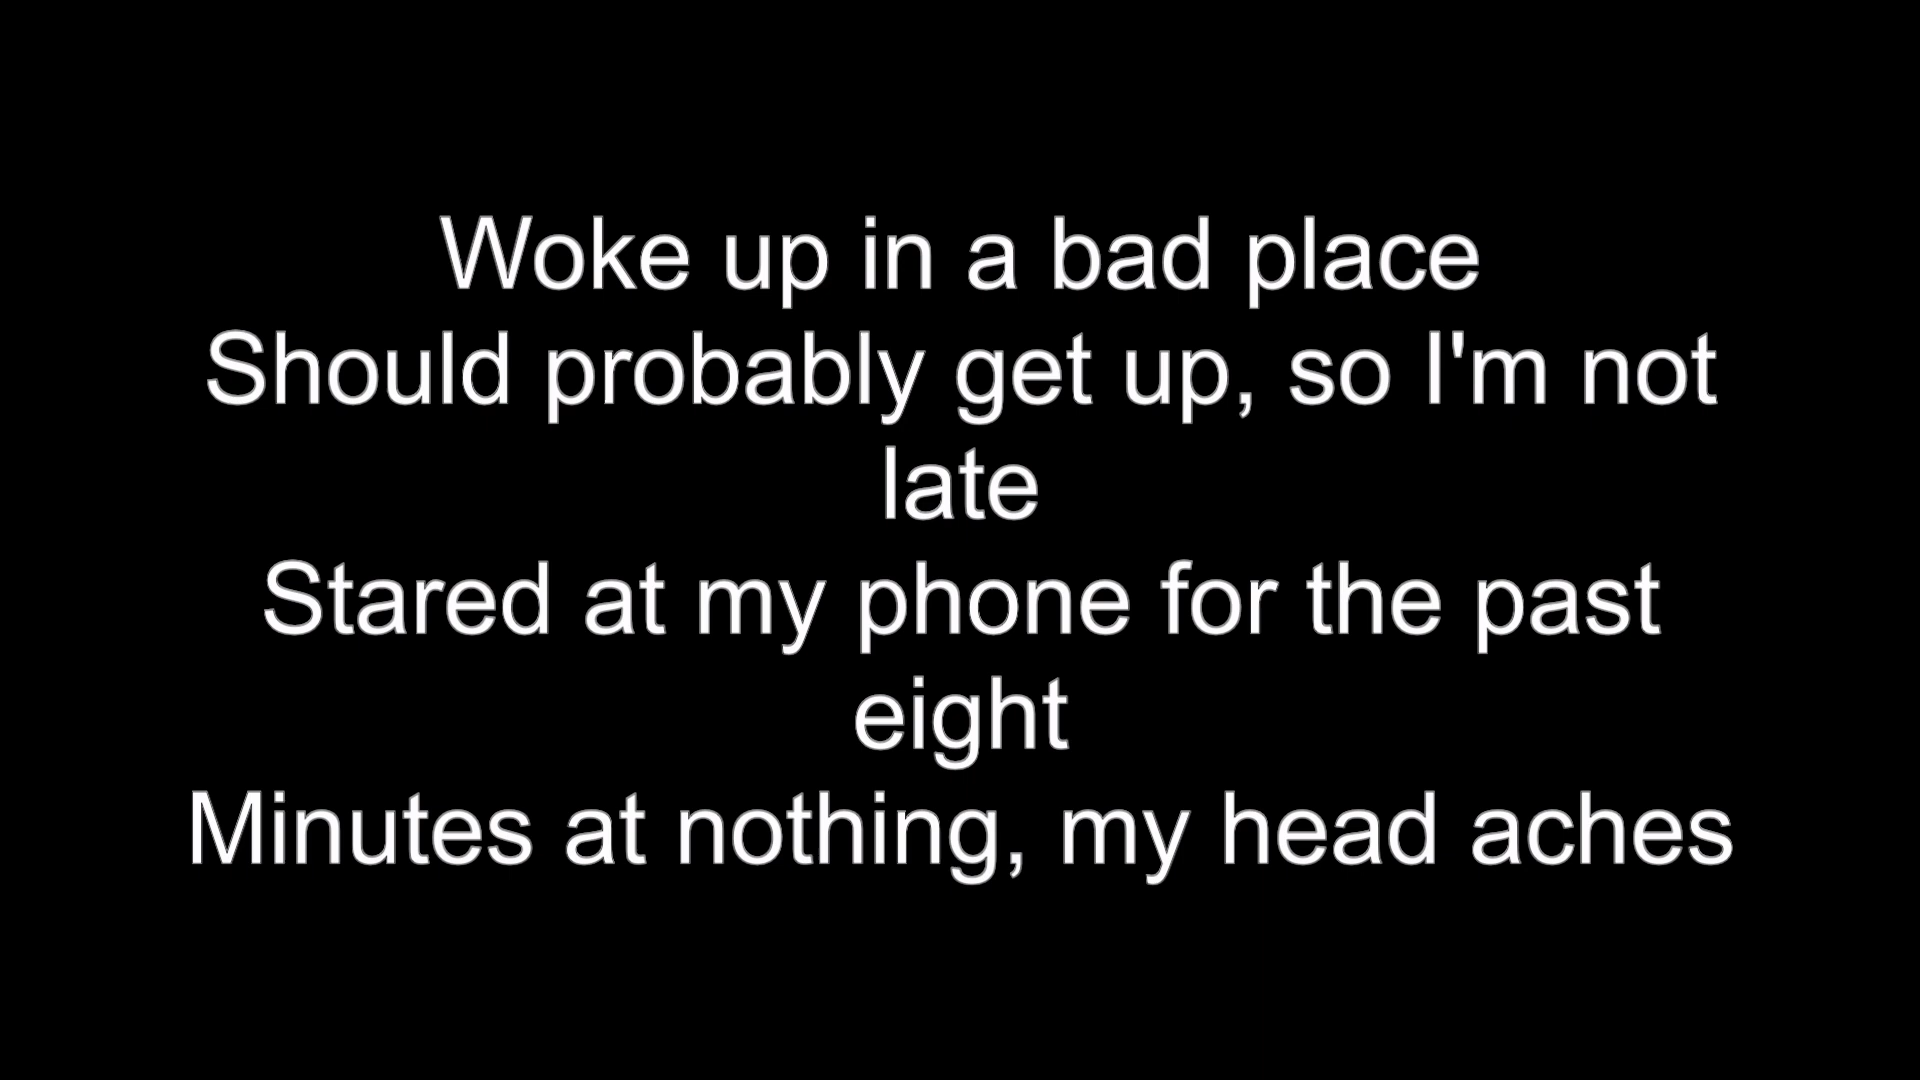 Woke up in a bad place
Should probably get up, so I'm not
late
Stared at my phone for the past
eight
Minutes at nothing, my head aches